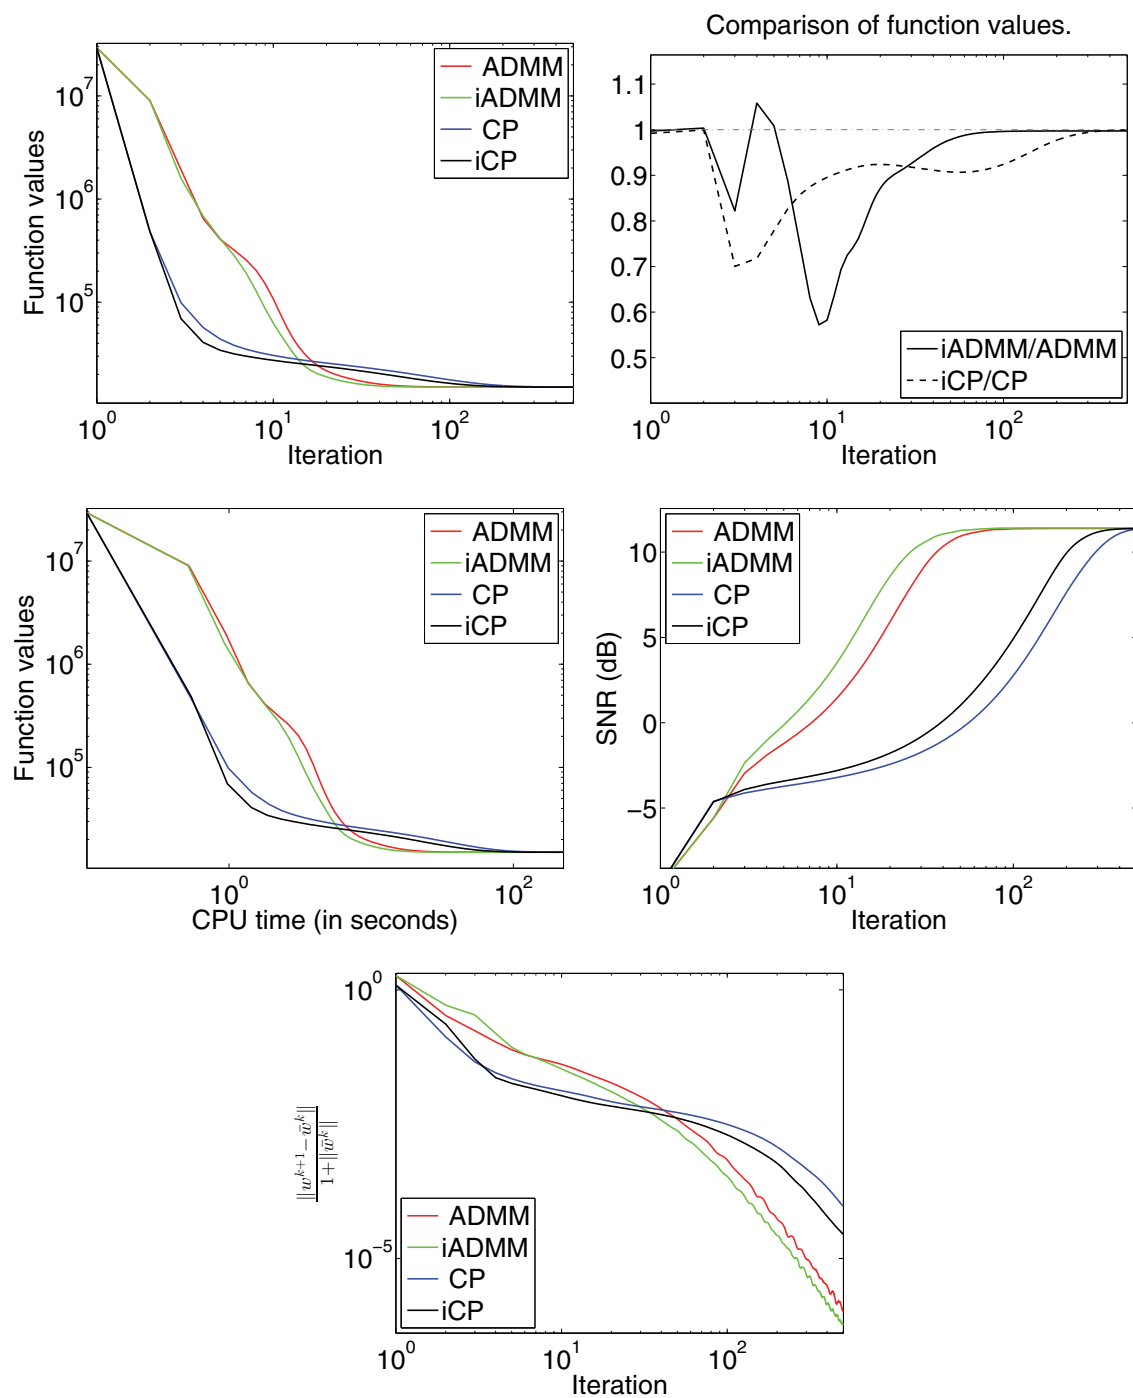 Comparison of function values.
Function values
10^7
10^6
10^5
ADMM
iADMM
CP
iCP
10^0
10^1
10^2
Iteration
1.1
1
0.9
0.8
0.7
0.6
0.5
iADMM/ADMM
iCP/CP
10^0
10^1
10^2
Iteration
Function values
10^7
10^6
10^5
ADMM
iADMM
CP
iCP
10^0
10^2
CPU time (in seconds)
SNR (dB)
10
5
0
−5
ADMM
iADMM
CP
iCP
10^0
10^1
10^2
Iteration
||w^{k+1} − \bar{w}^k||
1+||\bar{w}^k||
10^0
10^−5
ADMM
iADMM
CP
iCP
10^0
10^1
10^2
Iteration